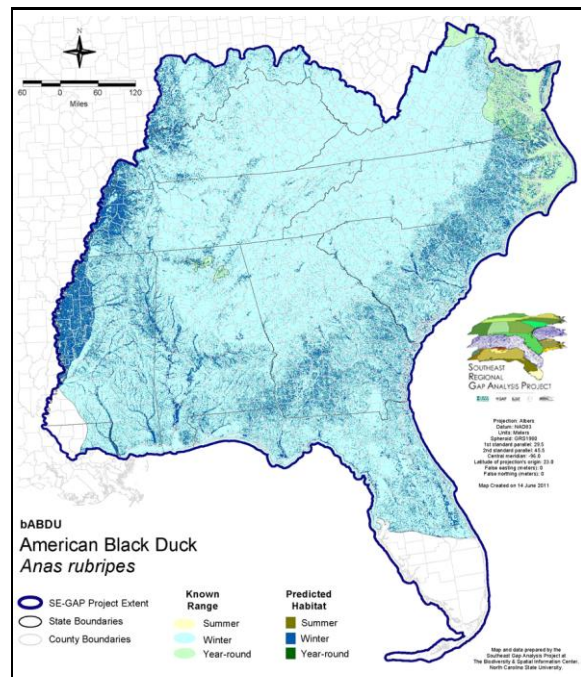 60 0 120
Miles
SOUTHEAST
REGIONAL
GAP ANALYSIS PROJECT
Projection: Albers
Datum: NAD83
Units: Meters
Spheroid: GRS1980
1st standard parallel: 29.5
2nd standard parallel: 45.5
Central meridian: -96.0
Latitude of projection's origin: 23.0
False easting (meters): 0
False northing (meters): 0
Map Created on 14 June 2011
bABDU
American Black Duck
Anas rubripes
SE-GAP Project Extent
State Boundaries
County Boundaries
Known
Range
Summer
Winter
Year-round
Predicted
Habitat
Summer
Winter
Year-round
Map and data prepared by the
Southeast Gap Analysis Project at
The Biodiversity & Spatial Information Center,
North Carolina State University.